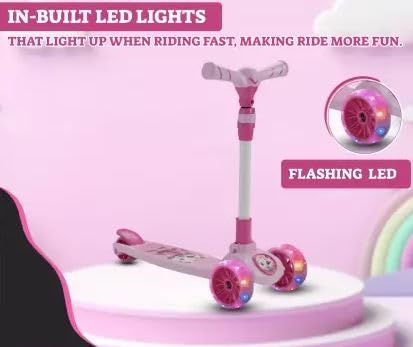 IN-BUILT LED LIGHTS
THAT LIGHT UP WHEN RIDING FAST, MAKING RIDE MORE FUN.
FLASHING LED